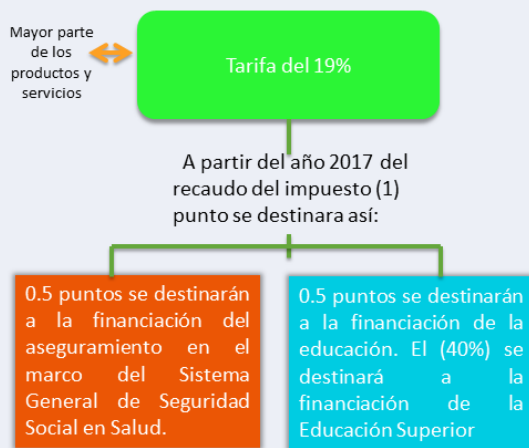 Mayor parte
de los
productos y
servicios
Tarifa del 19%
A partir del año 2017 del
recaudo del impuesto (1)
punto se destinara así:
0.5 puntos se destinarán
a la financiación del
aseguramiento en el
marco del Sistema
General de Seguridad
Social en Salud.
0.5 puntos se destinarán
a la financiación de la
educación. El (40%) se
destinará a la
financiación de la
Educación Superior